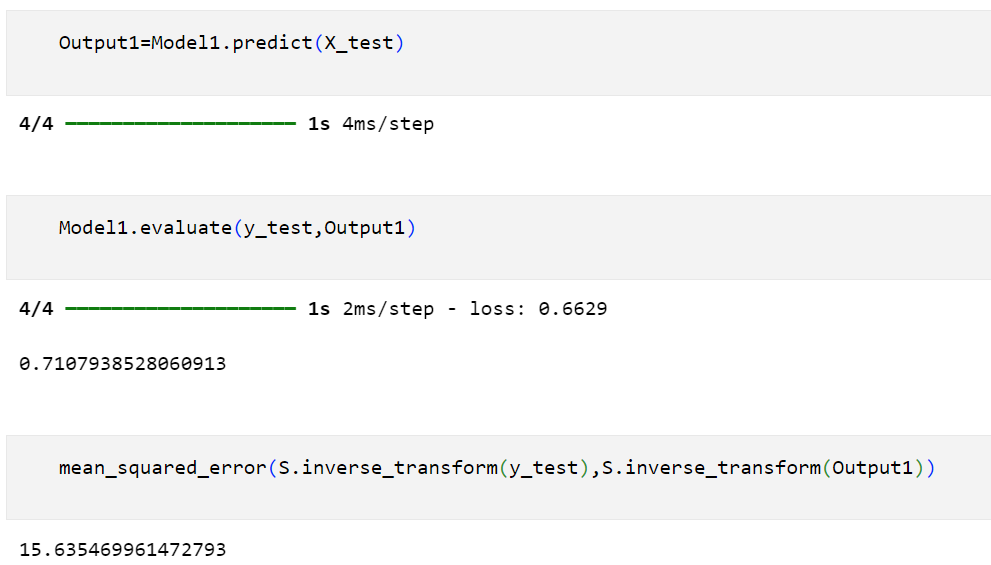 Output1=Model1.predict(X_test)
4/4 ━━━━━━━━━━━━━━━━━━━━ 1s 4ms/step
Model1.evaluate(y_test,Output1)
4/4 ━━━━━━━━━━━━━━━━━━━━ 1s 2ms/step - loss: 0.6629
0.7107938528060913
mean_squared_error(S.inverse_transform(y_test),S.inverse_transform(Output1))
15.635469961472793